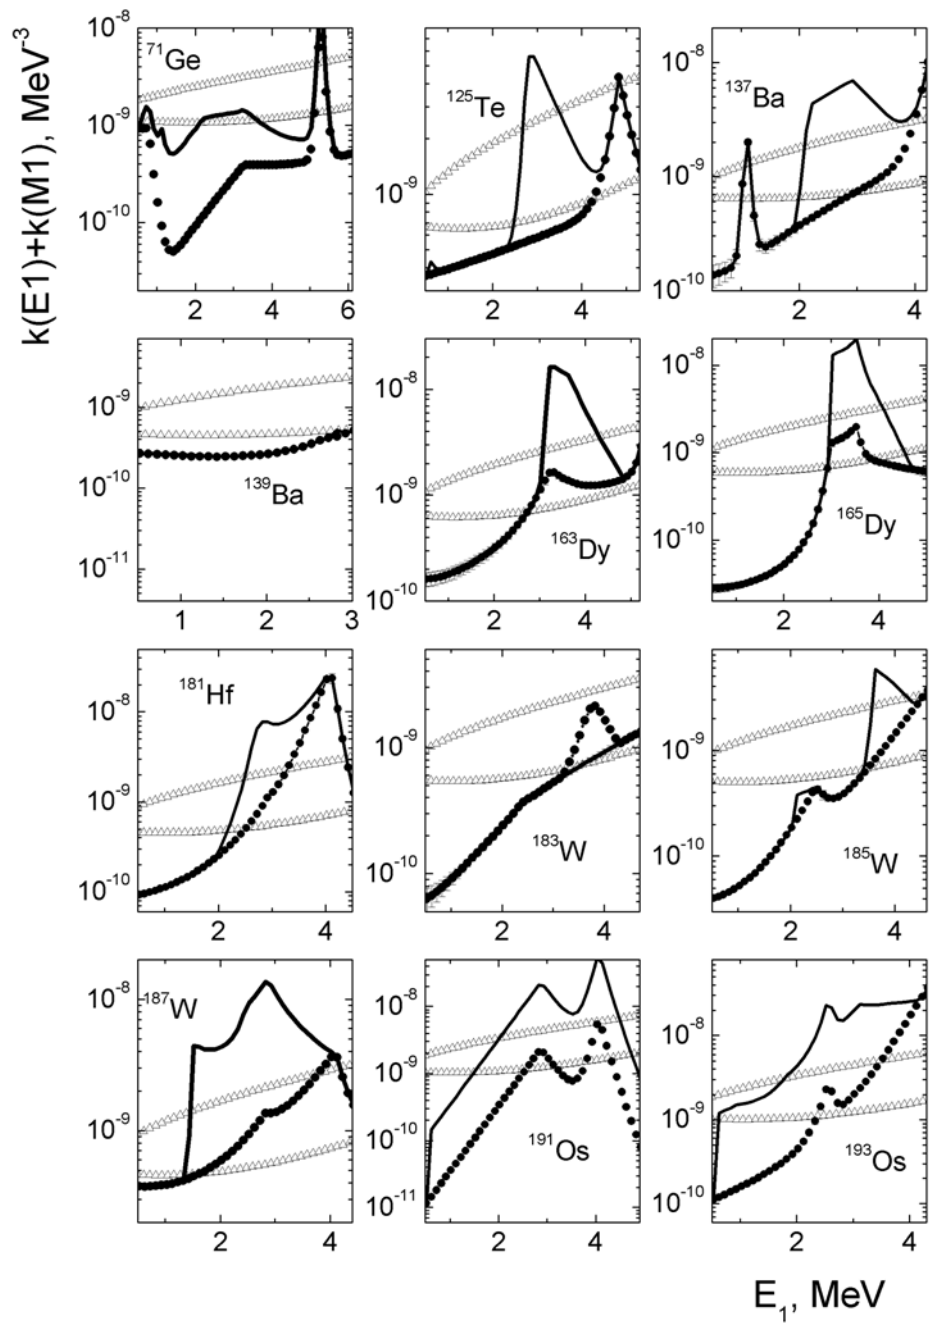 k(E1)+k(M1), MeV⁻³
10⁻⁸
⁷¹Ge
10⁻⁹
10⁻¹⁰
2 4 6
¹²⁵Te
10⁻⁹
2 4
10⁻⁸
¹³⁷Ba
10⁻⁹
10⁻¹⁰
2 4
10⁻⁹
10⁻¹⁰
¹³⁹Ba
10⁻¹¹
1 2 3
10⁻⁸
10⁻⁹
¹⁶³Dy
10⁻¹⁰
2 4
10⁻⁸
10⁻⁹
¹⁶⁵Dy
10⁻¹⁰
2 4
¹⁸¹Hf
10⁻⁸
10⁻⁹
10⁻¹⁰
2 4
10⁻⁹
¹⁸³W
10⁻¹⁰
2 4
10⁻⁹
¹⁸⁵W
10⁻¹⁰
2 4
10⁻⁸
¹⁸⁷W
10⁻⁹
2 4
10⁻⁸
10⁻⁹
10⁻¹⁰
¹⁹¹Os
10⁻¹¹
2 4
10⁻⁸
10⁻⁹
¹⁹³Os
10⁻¹⁰
2 4
E₁, MeV